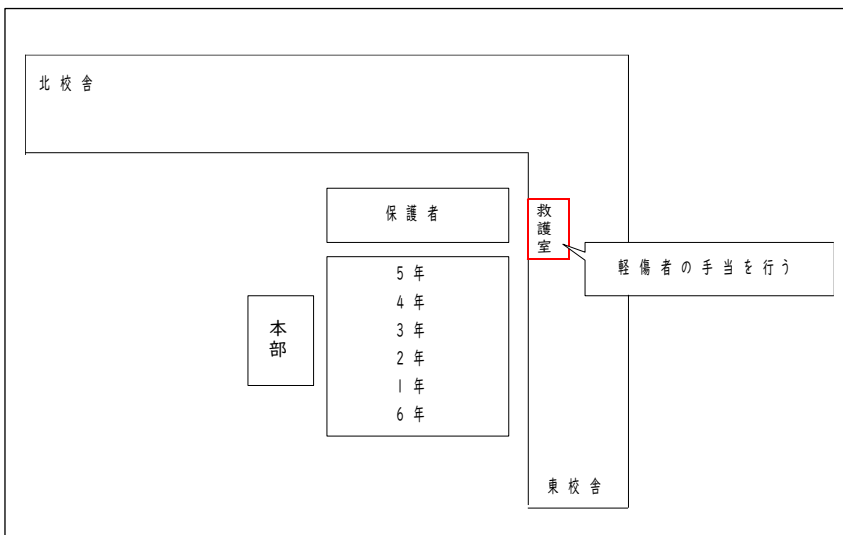 北校舎
保護者
救護室
軽傷者の手当を行う
5年
4年
3年
2年
1年
6年
本部
東校舎